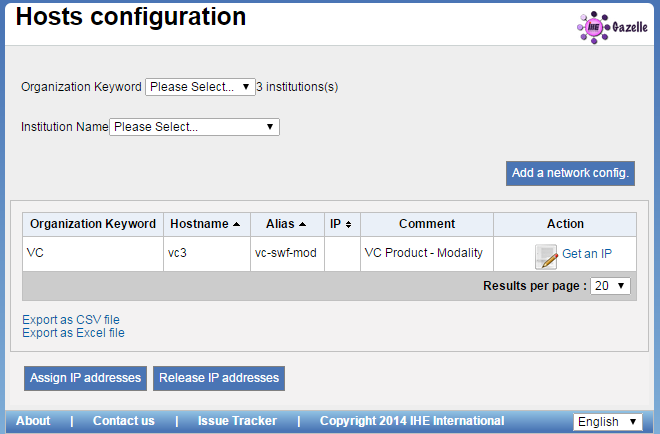 Hosts configuration
IHE Gazelle
Organization Keyword Please Select... 3 institutions(s)
Institution Name Please Select...
Add a network config.
Organization Keyword Hostname Alias IP Comment Action
VC vc3 vc-swf-mod VC Product - Modality Get an IP
Results per page : 20
Export as CSV file
Export as Excel file
Assign IP addresses Release IP addresses
About | Contact us | Issue Tracker | Copyright 2014 IHE International English